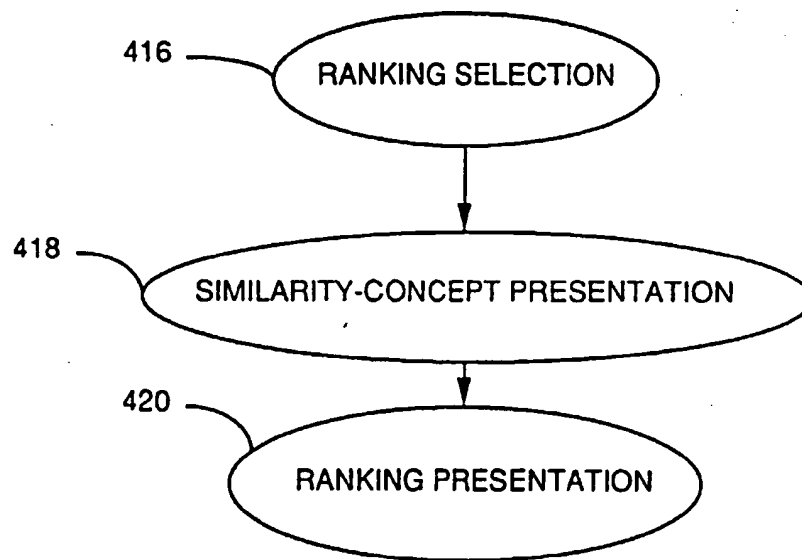 416
RANKING SELECTION
418
SIMILARITY-CONCEPT PRESENTATION
420
RANKING PRESENTATION